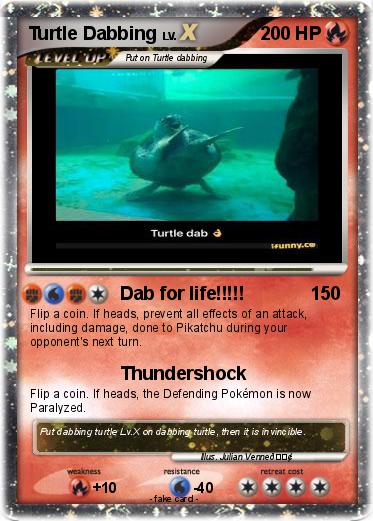 Turtle Dabbing LV. X 200 HP
LEVEL-UP Put on Turtle dabbing
Turtle dab 👌
ifunny.co
Dab for life!!!!! 150
Flip a coin. If heads, prevent all effects of an attack,
including damage, done to Pikatchu during your
opponent's next turn.
Thundershock
Flip a coin. If heads, the Defending Pokémon is now
Paralyzed.
Put dabbing turtle Lv.X on dabbing turtle, then it is invincible.
Illus. Julian Venneð□□¢
weakness resistance retreat cost
+10 -40
- fake card -